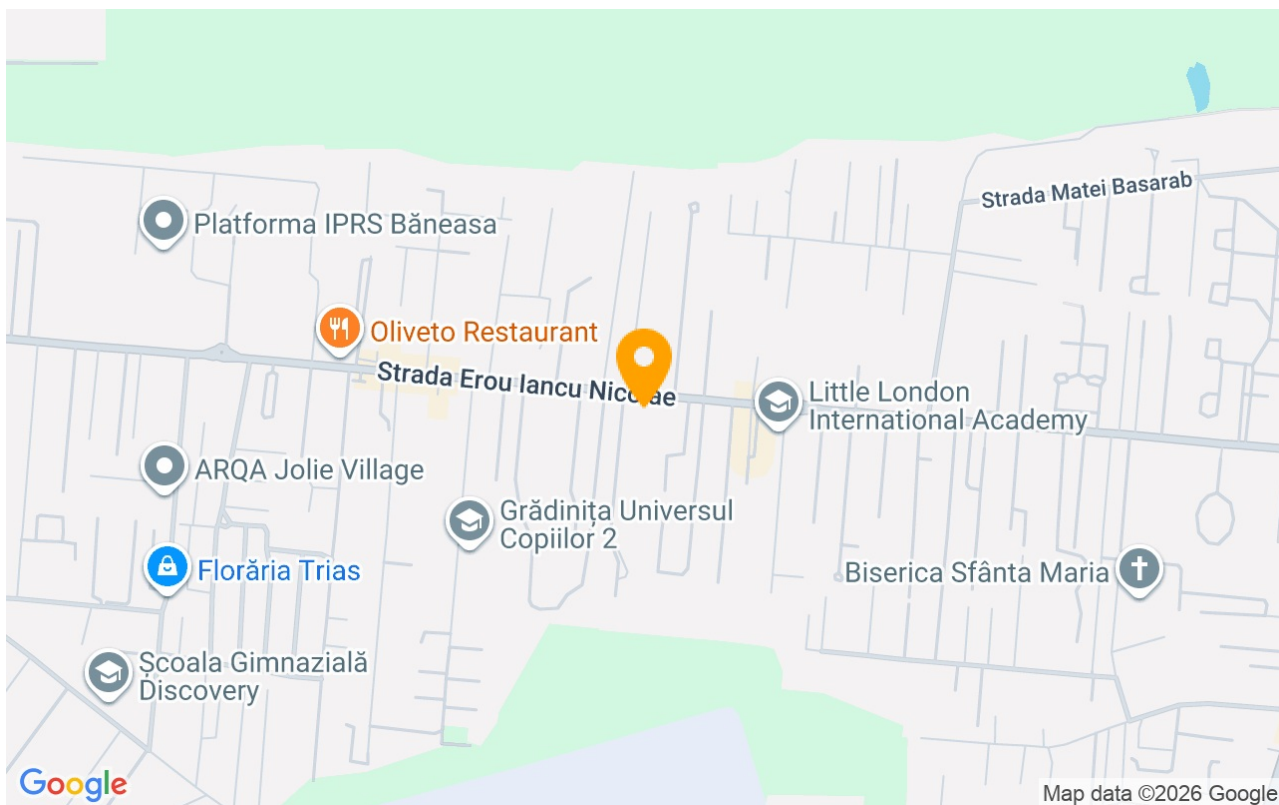 Strada Matei Basarab
Platforma IPRS Băneasa
Oliveto Restaurant
Strada Erou Iancu Nicolae
Little London
International Academy
ARQA Jolie Village
Grădinița Universul
Copiilor 2
Florăria Trias
Biserica Sfânta Maria
Școala Gimnazială
Discovery
Google
Map data ©2026 Google